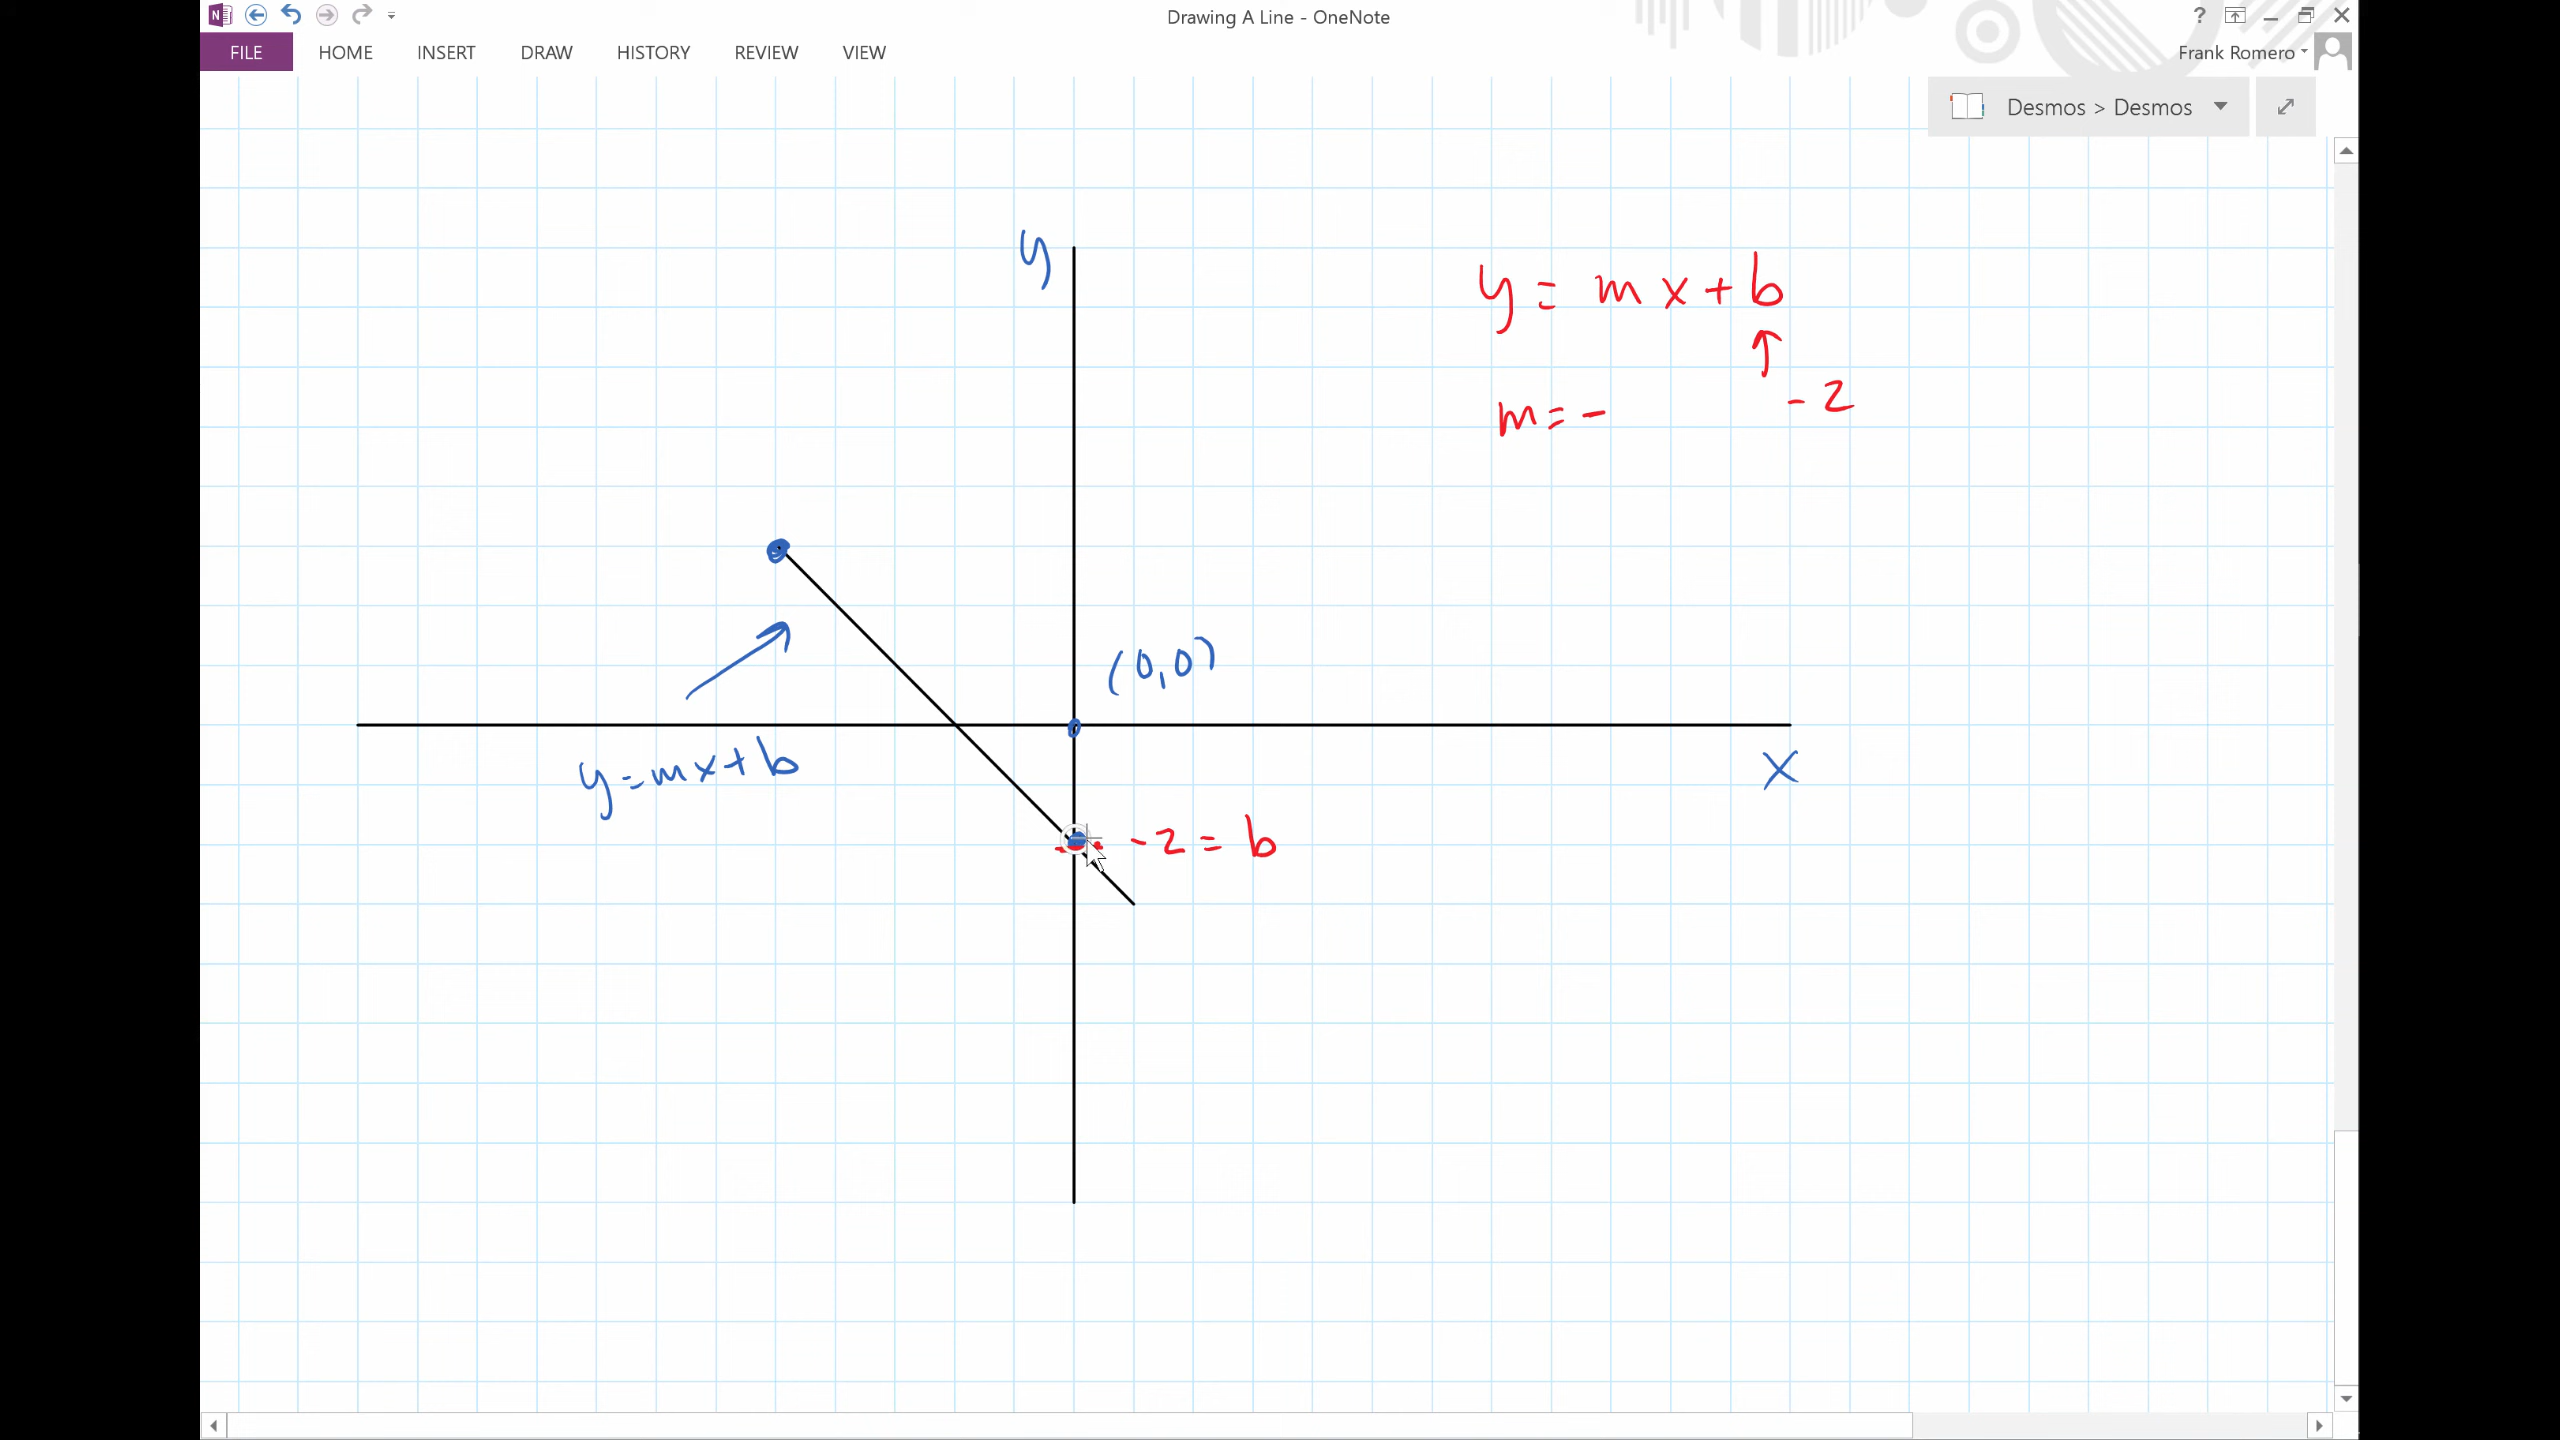 Drawing A Line - OneNote
?
FILE HOME INSERT DRAW HISTORY REVIEW VIEW
Frank Romero
Desmos > Desmos
y
y = mx + b
-2
m = -
(0,0)
y = mx + b
x
-2 = b